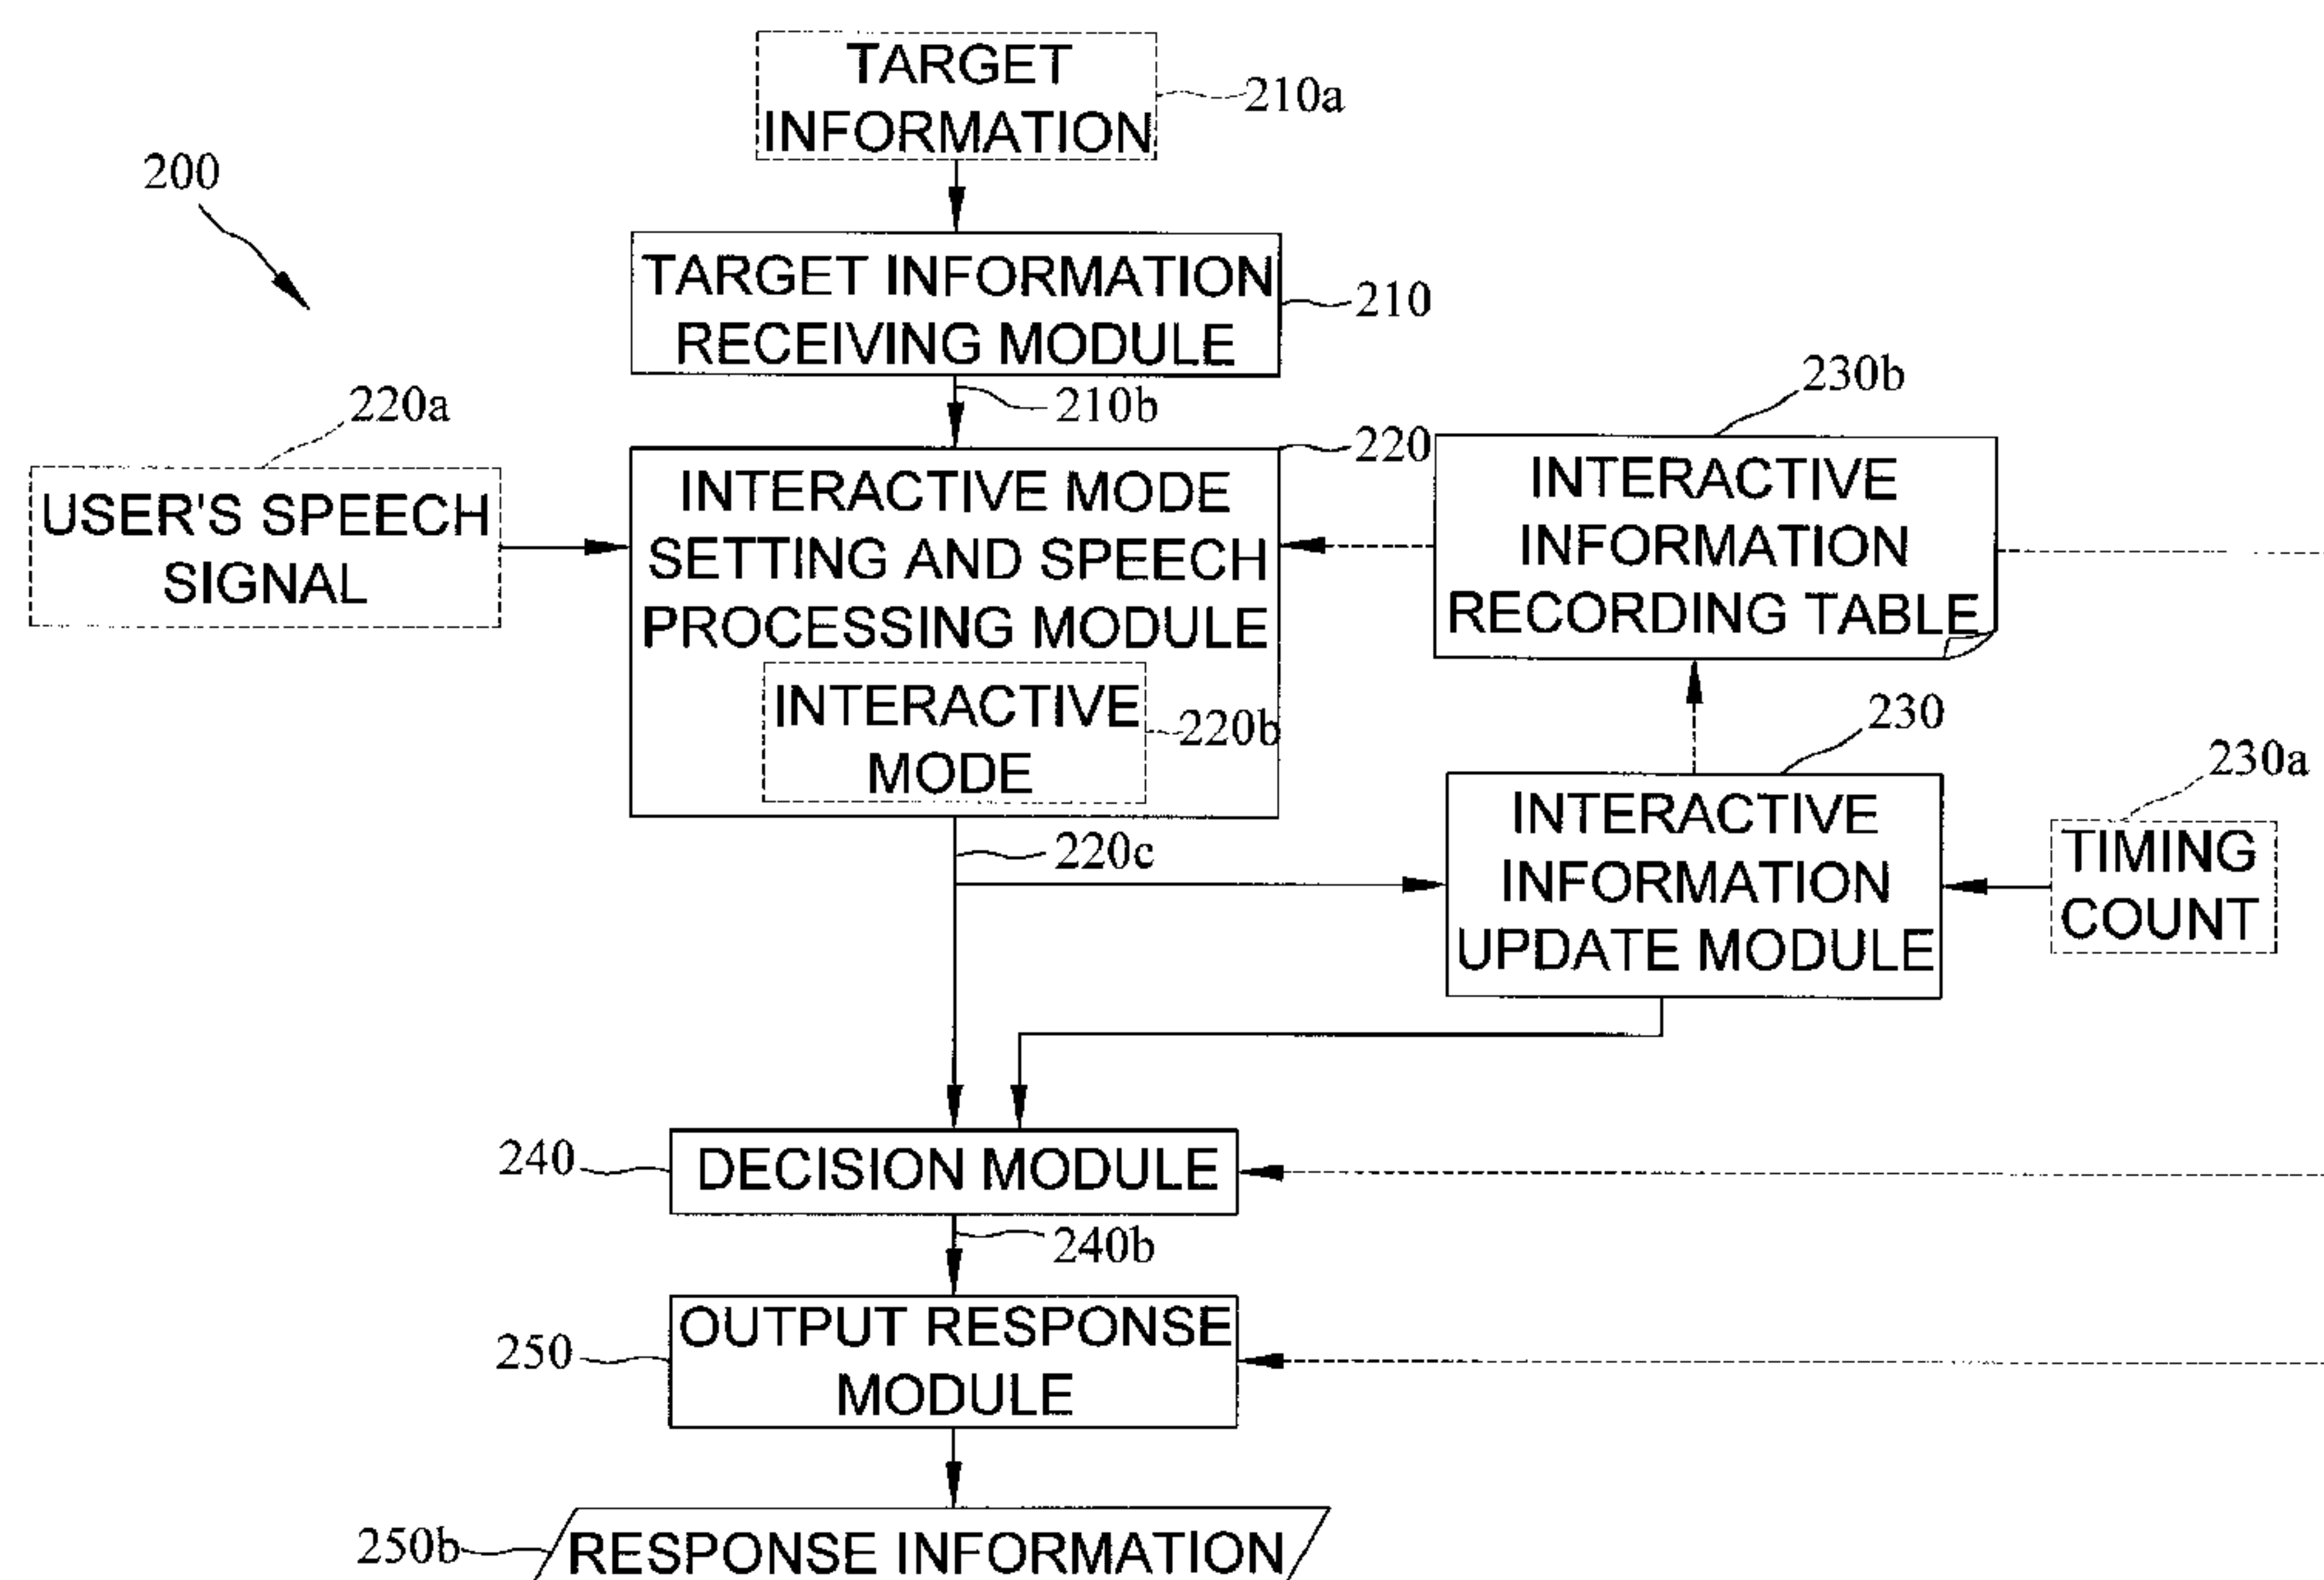 TARGET
INFORMATION
210a
200
TARGET INFORMATION
RECEIVING MODULE
210
210b
220a
USER'S SPEECH
SIGNAL
220
INTERACTIVE MODE
SETTING AND SPEECH
PROCESSING MODULE
INTERACTIVE
MODE
220b
230b
INTERACTIVE
INFORMATION
RECORDING TABLE
230
INTERACTIVE
INFORMATION
UPDATE MODULE
230a
TIMING
COUNT
220c
240
DECISION MODULE
240b
250
OUTPUT RESPONSE
MODULE
250b
RESPONSE INFORMATION